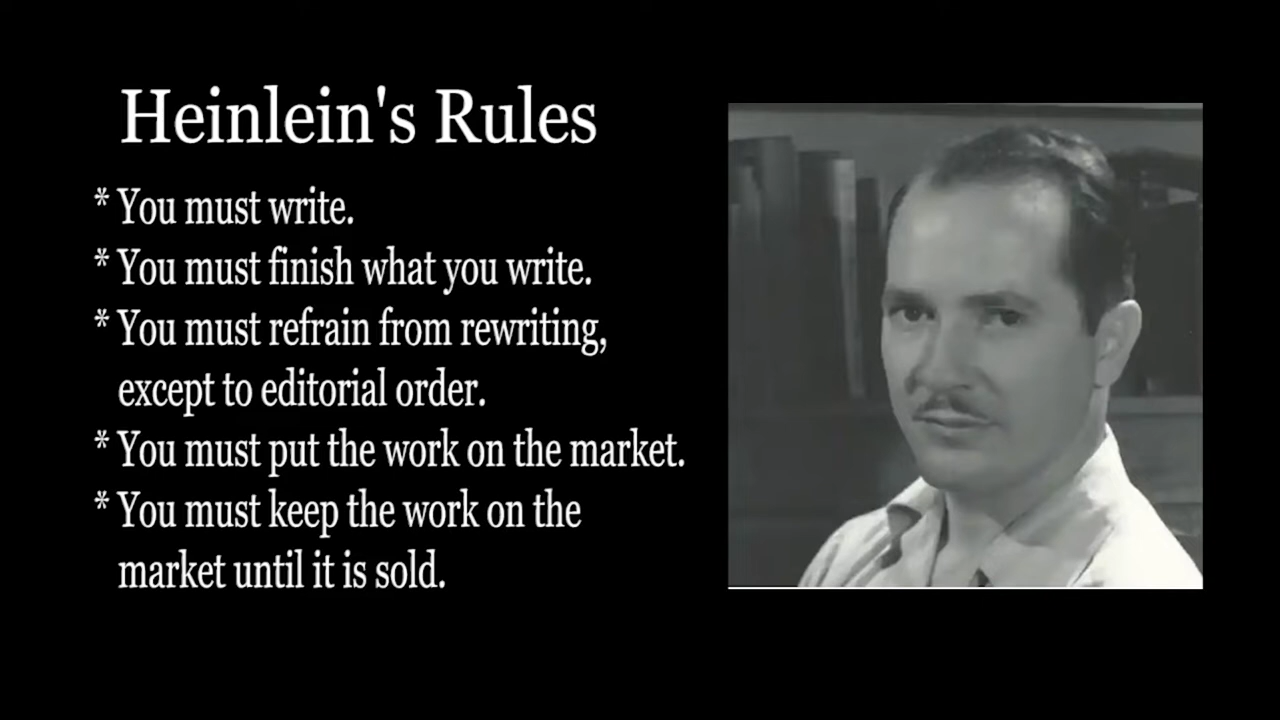 Heinlein's Rules
* You must write.
* You must finish what you write.
* You must refrain from rewriting,
except to editorial order.
* You must put the work on the market.
* You must keep the work on the
market until it is sold.